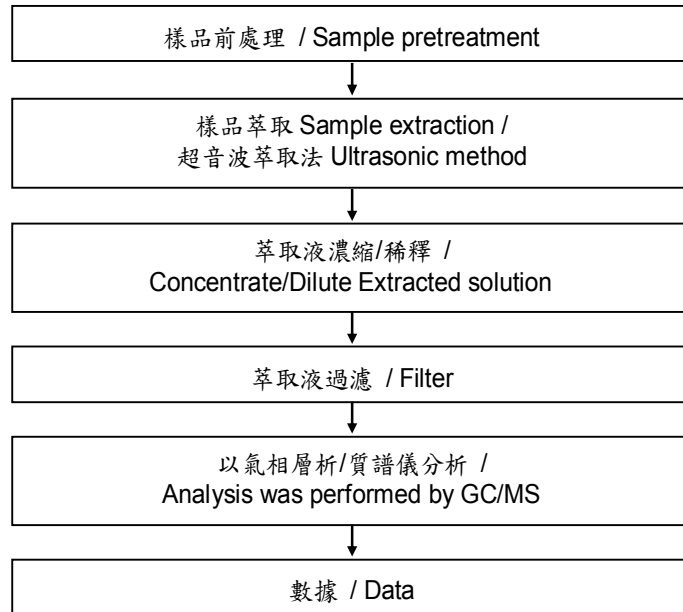 樣品前處理 / Sample pretreatment
樣品萃取 Sample extraction /
超音波萃取法 Ultrasonic method
萃取液濃縮/稀釋 /
Concentrate/Dilute Extracted solution
萃取液過濾 / Filter
以氣相層析/質譜儀分析 /
Analysis was performed by GC/MS
數據 / Data